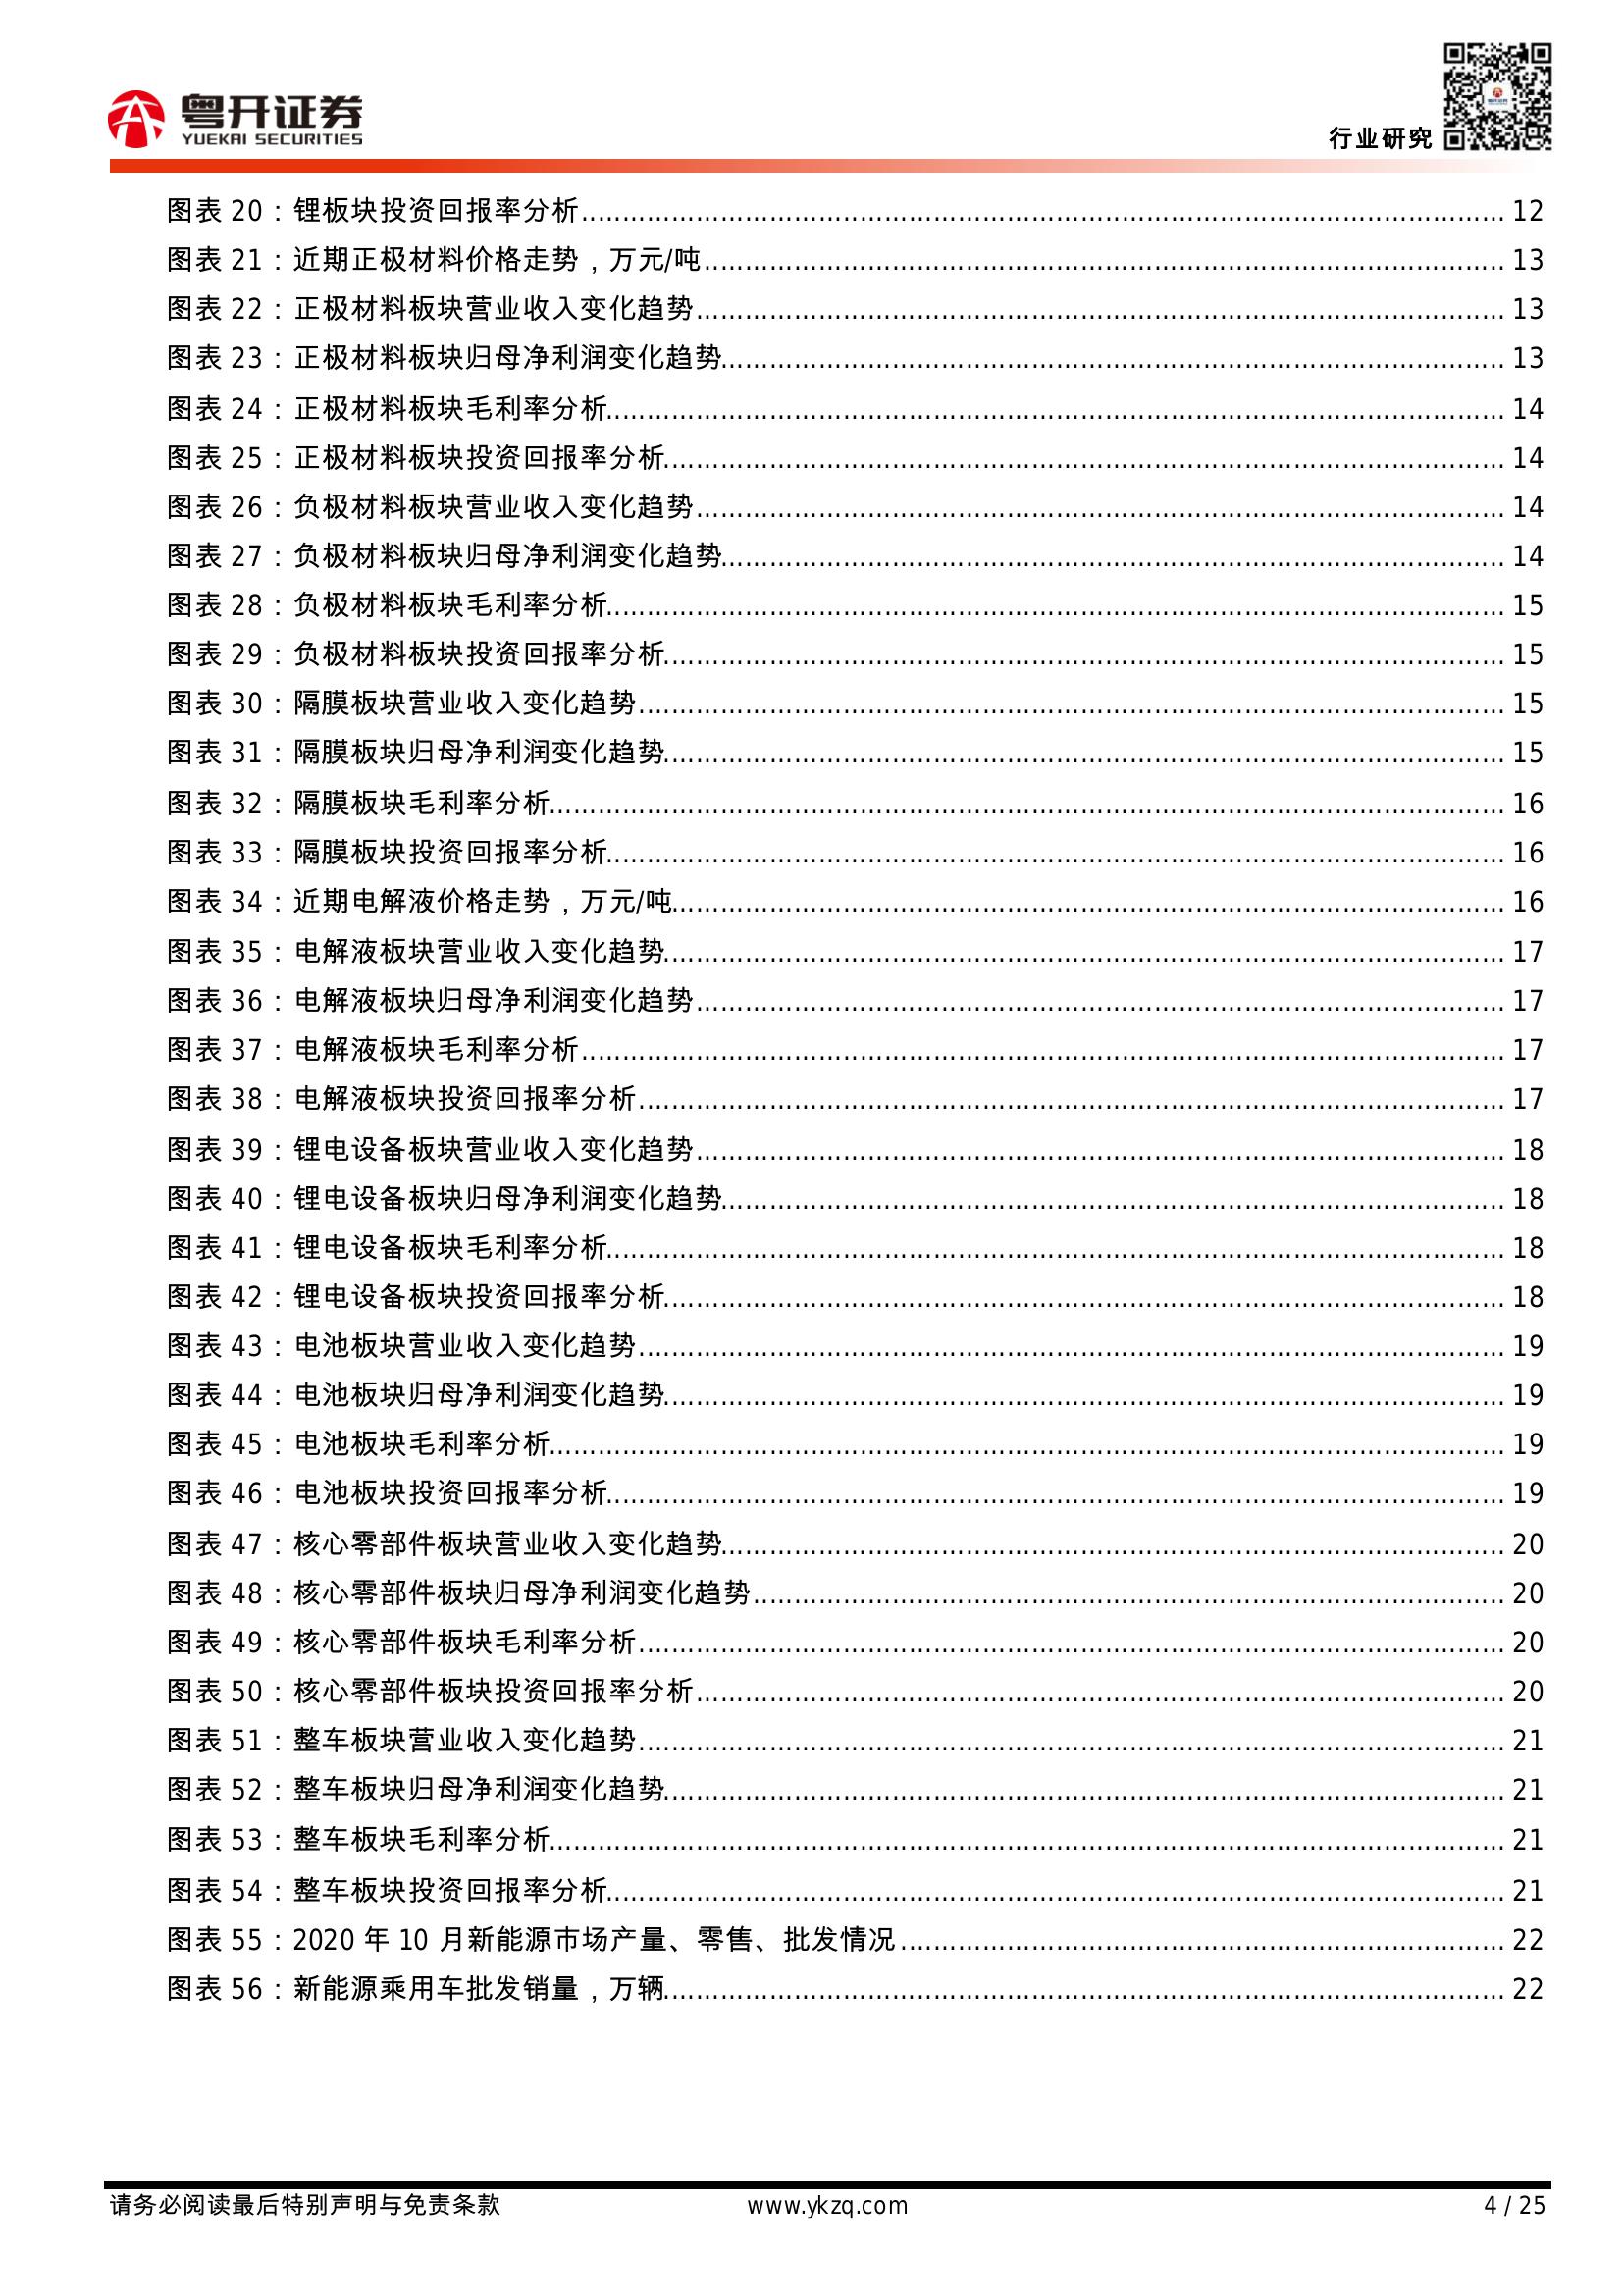 粤开证券
YUEKAI SECURITIES
行业研究
图表 20：锂板块投资回报率分析........ 12
图表 21：近期正极材料价格走势，万元/吨........ 13
图表 22：正极材料板块营业收入变化趋势........ 13
图表 23：正极材料板块归母净利润变化趋势........ 13
图表 24：正极材料板块毛利率分析........ 14
图表 25：正极材料板块投资回报率分析........ 14
图表 26：负极材料板块营业收入变化趋势........ 14
图表 27：负极材料板块归母净利润变化趋势........ 14
图表 28：负极材料板块毛利率分析........ 15
图表 29：负极材料板块投资回报率分析........ 15
图表 30：隔膜板块营业收入变化趋势........ 15
图表 31：隔膜板块归母净利润变化趋势........ 15
图表 32：隔膜板块毛利率分析........ 16
图表 33：隔膜板块投资回报率分析........ 16
图表 34：近期电解液价格走势，万元/吨........ 16
图表 35：电解液板块营业收入变化趋势........ 17
图表 36：电解液板块归母净利润变化趋势........ 17
图表 37：电解液板块毛利率分析........ 17
图表 38：电解液板块投资回报率分析........ 17
图表 39：锂电设备板块营业收入变化趋势........ 18
图表 40：锂电设备板块归母净利润变化趋势........ 18
图表 41：锂电设备板块毛利率分析........ 18
图表 42：锂电设备板块投资回报率分析........ 18
图表 43：电池板块营业收入变化趋势........ 19
图表 44：电池板块归母净利润变化趋势........ 19
图表 45：电池板块毛利率分析........ 19
图表 46：电池板块投资回报率分析........ 19
图表 47：核心零部件板块营业收入变化趋势........ 20
图表 48：核心零部件板块归母净利润变化趋势........ 20
图表 49：核心零部件板块毛利率分析........ 20
图表 50：核心零部件板块投资回报率分析........ 20
图表 51：整车板块营业收入变化趋势........ 21
图表 52：整车板块归母净利润变化趋势........ 21
图表 53：整车板块毛利率分析........ 21
图表 54：整车板块投资回报率分析........ 21
图表 55：2020 年 10 月新能源市场产量、零售、批发情况........ 22
图表 56：新能源乘用车批发销量，万辆........ 22
请务必阅读最后特别声明与免责条款 www.ykzq.com 4 / 25